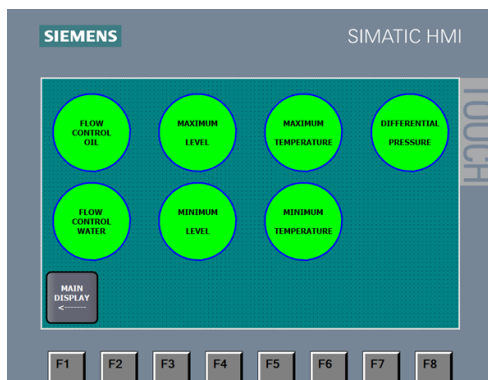 SIEMENS
SIMATIC HMI
TOUCH
FLOW
CONTROL
OIL
MAXIMUM
LEVEL
MAXIMUM
TEMPERATURE
DIFFERENTIAL
PRESSURE
FLOW
CONTROL
WATER
MINIMUM
LEVEL
MINIMUM
TEMPERATURE
MAIN
DISPLAY
<-------
F1 F2 F3 F4 F5 F6 F7 F8